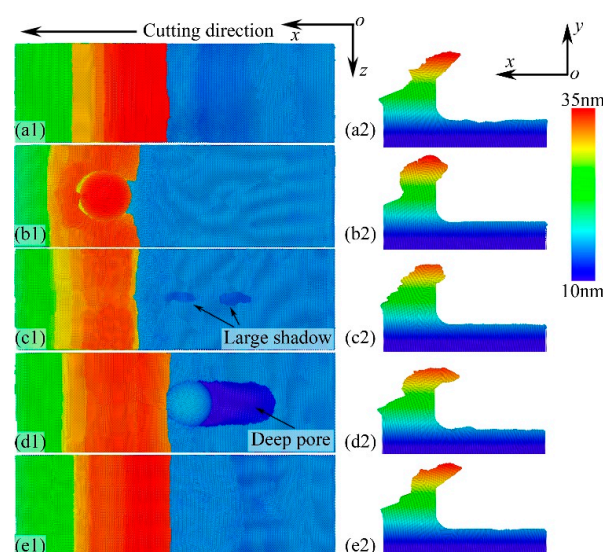 Cutting direction
x
o
z
y
x
o
(a1)
(a2)
35nm
(b1)
(b2)
10nm
(c1)
Large shadow
(c2)
(d1)
Deep pore
(d2)
(e1)
(e2)